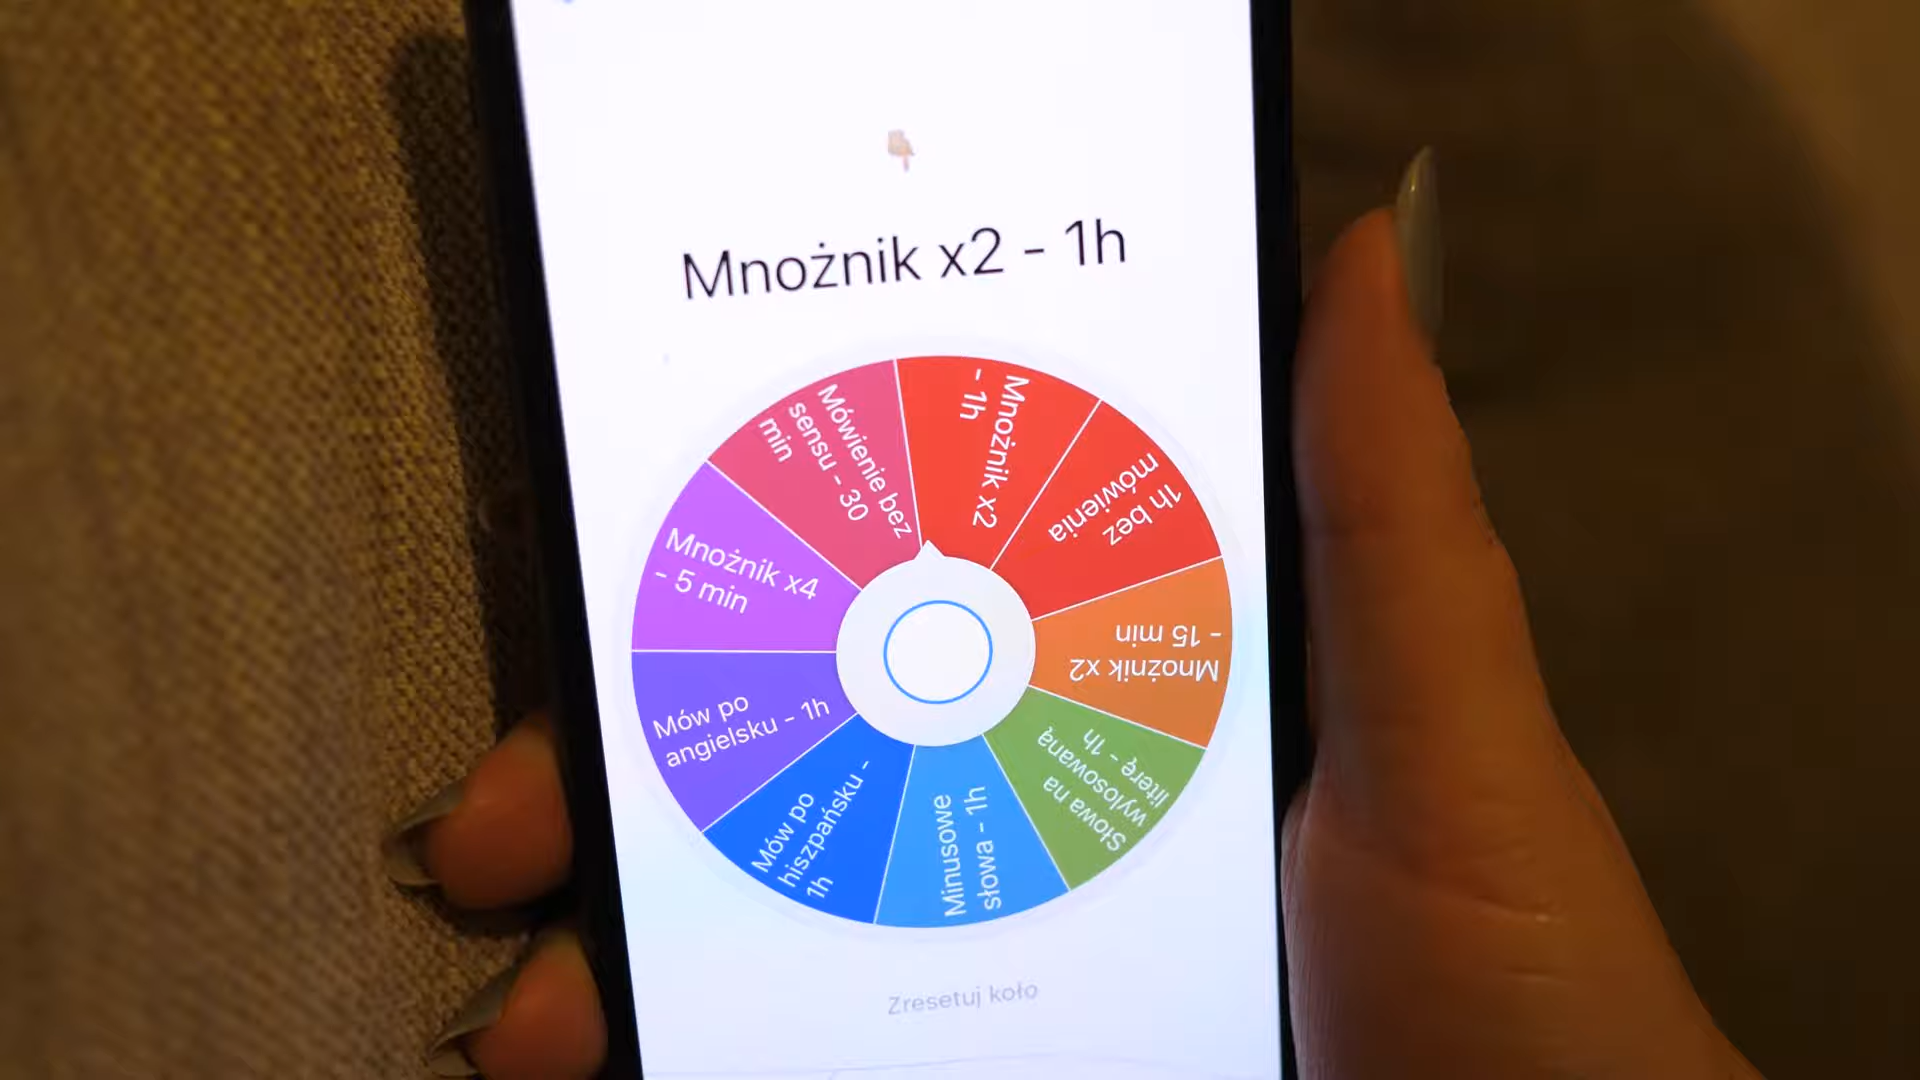 Mnożnik x2 - 1h
Mnożnik x2
- 1h
1h bez
mówienia
Mnożnik x2
- 15 min
Słowa na
wylosowaną
literę - 1h
Minusowe
słowa - 1h
Mów po
hiszpańsku -
1h
Mów po
angielsku - 1h
Mnożnik x4
- 5 min
Mówienie bez
sensu - 30
min
Zresetuj koło